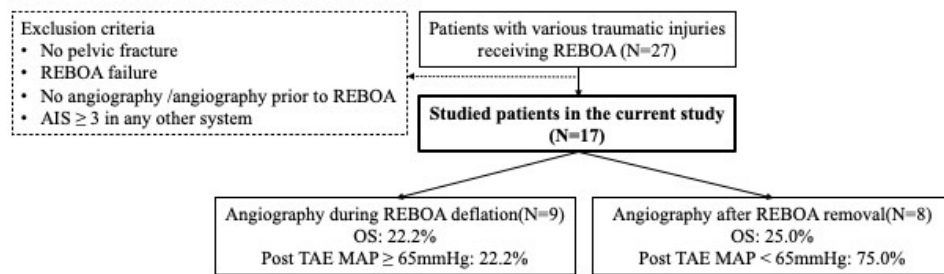 Exclusion criteria
• No pelvic fracture
• REBOA failure
• No angiography /angiography prior to REBOA
• AIS ≥ 3 in any other system
Patients with various traumatic injuries
receiving REBOA (N=27)
Studied patients in the current study
(N=17)
Angiography during REBOA deflation(N=9)
OS: 22.2%
Post TAE MAP ≥ 65mmHg: 22.2%
Angiography after REBOA removal(N=8)
OS: 25.0%
Post TAE MAP < 65mmHg: 75.0%